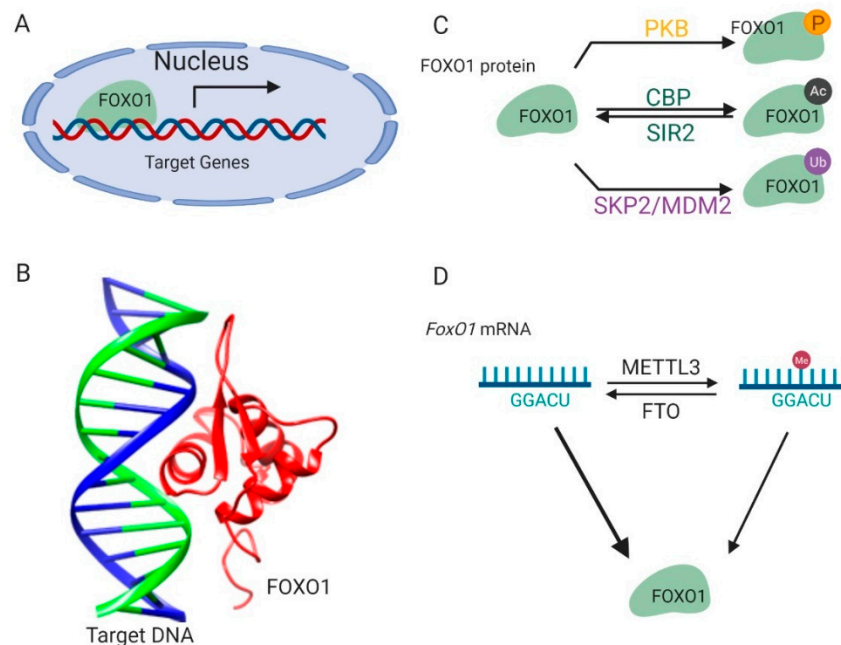 A
Nucleus
FOXO1
Target Genes
B
FOXO1
Target DNA
C
FOXO1 protein
FOXO1
PKB
FOXO1
P
CBP
SIR2
Ac
FOXO1
SKP2/MDM2
Ub
FOXO1
D
FoxO1 mRNA
GGACU
METTL3
FTO
Me
GGACU
FOXO1